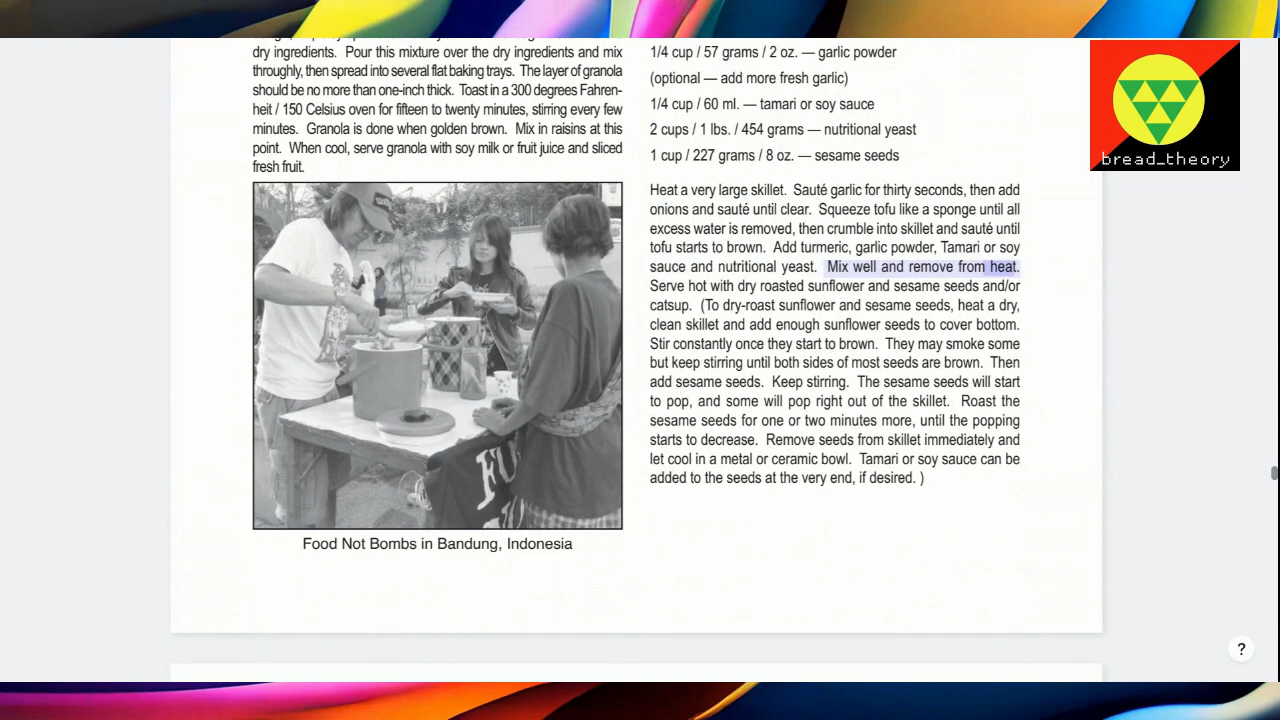 dry ingredients. Pour this mixture over the dry ingredients and mix
throughly, then spread into several flat baking trays. The layer of granola
should be no more than one-inch thick. Toast in a 300 degrees Fahren-
heit / 150 Celsius oven for fifteen to twenty minutes, stirring every few
minutes. Granola is done when golden brown. Mix in raisins at this
point. When cool, serve granola with soy milk or fruit juice and sliced
fresh fruit.
Food Not Bombs in Bandung, Indonesia
1/4 cup / 57 grams / 2 oz. — garlic powder
(optional — add more fresh garlic)
1/4 cup / 60 ml. — tamari or soy sauce
2 cups / 1 lbs. / 454 grams — nutritional yeast
1 cup / 227 grams / 8 oz. — sesame seeds
Heat a very large skillet. Sauté garlic for thirty seconds, then add
onions and sauté until clear. Squeeze tofu like a sponge until all
excess water is removed, then crumble into skillet and sauté until
tofu starts to brown. Add turmeric, garlic powder, Tamari or soy
sauce and nutritional yeast. Mix well and remove from heat.
Serve hot with dry roasted sunflower and sesame seeds and/or
catsup. (To dry-roast sunflower and sesame seeds, heat a dry,
clean skillet and add enough sunflower seeds to cover bottom.
Stir constantly once they start to brown. They may smoke some
but keep stirring until both sides of most seeds are brown. Then
add sesame seeds. Keep stirring. The sesame seeds will start
to pop, and some will pop right out of the skillet. Roast the
sesame seeds for one or two minutes more, until the popping
starts to decrease. Remove seeds from skillet immediately and
let cool in a metal or ceramic bowl. Tamari or soy sauce can be
added to the seeds at the very end, if desired. )
bread_theory
?